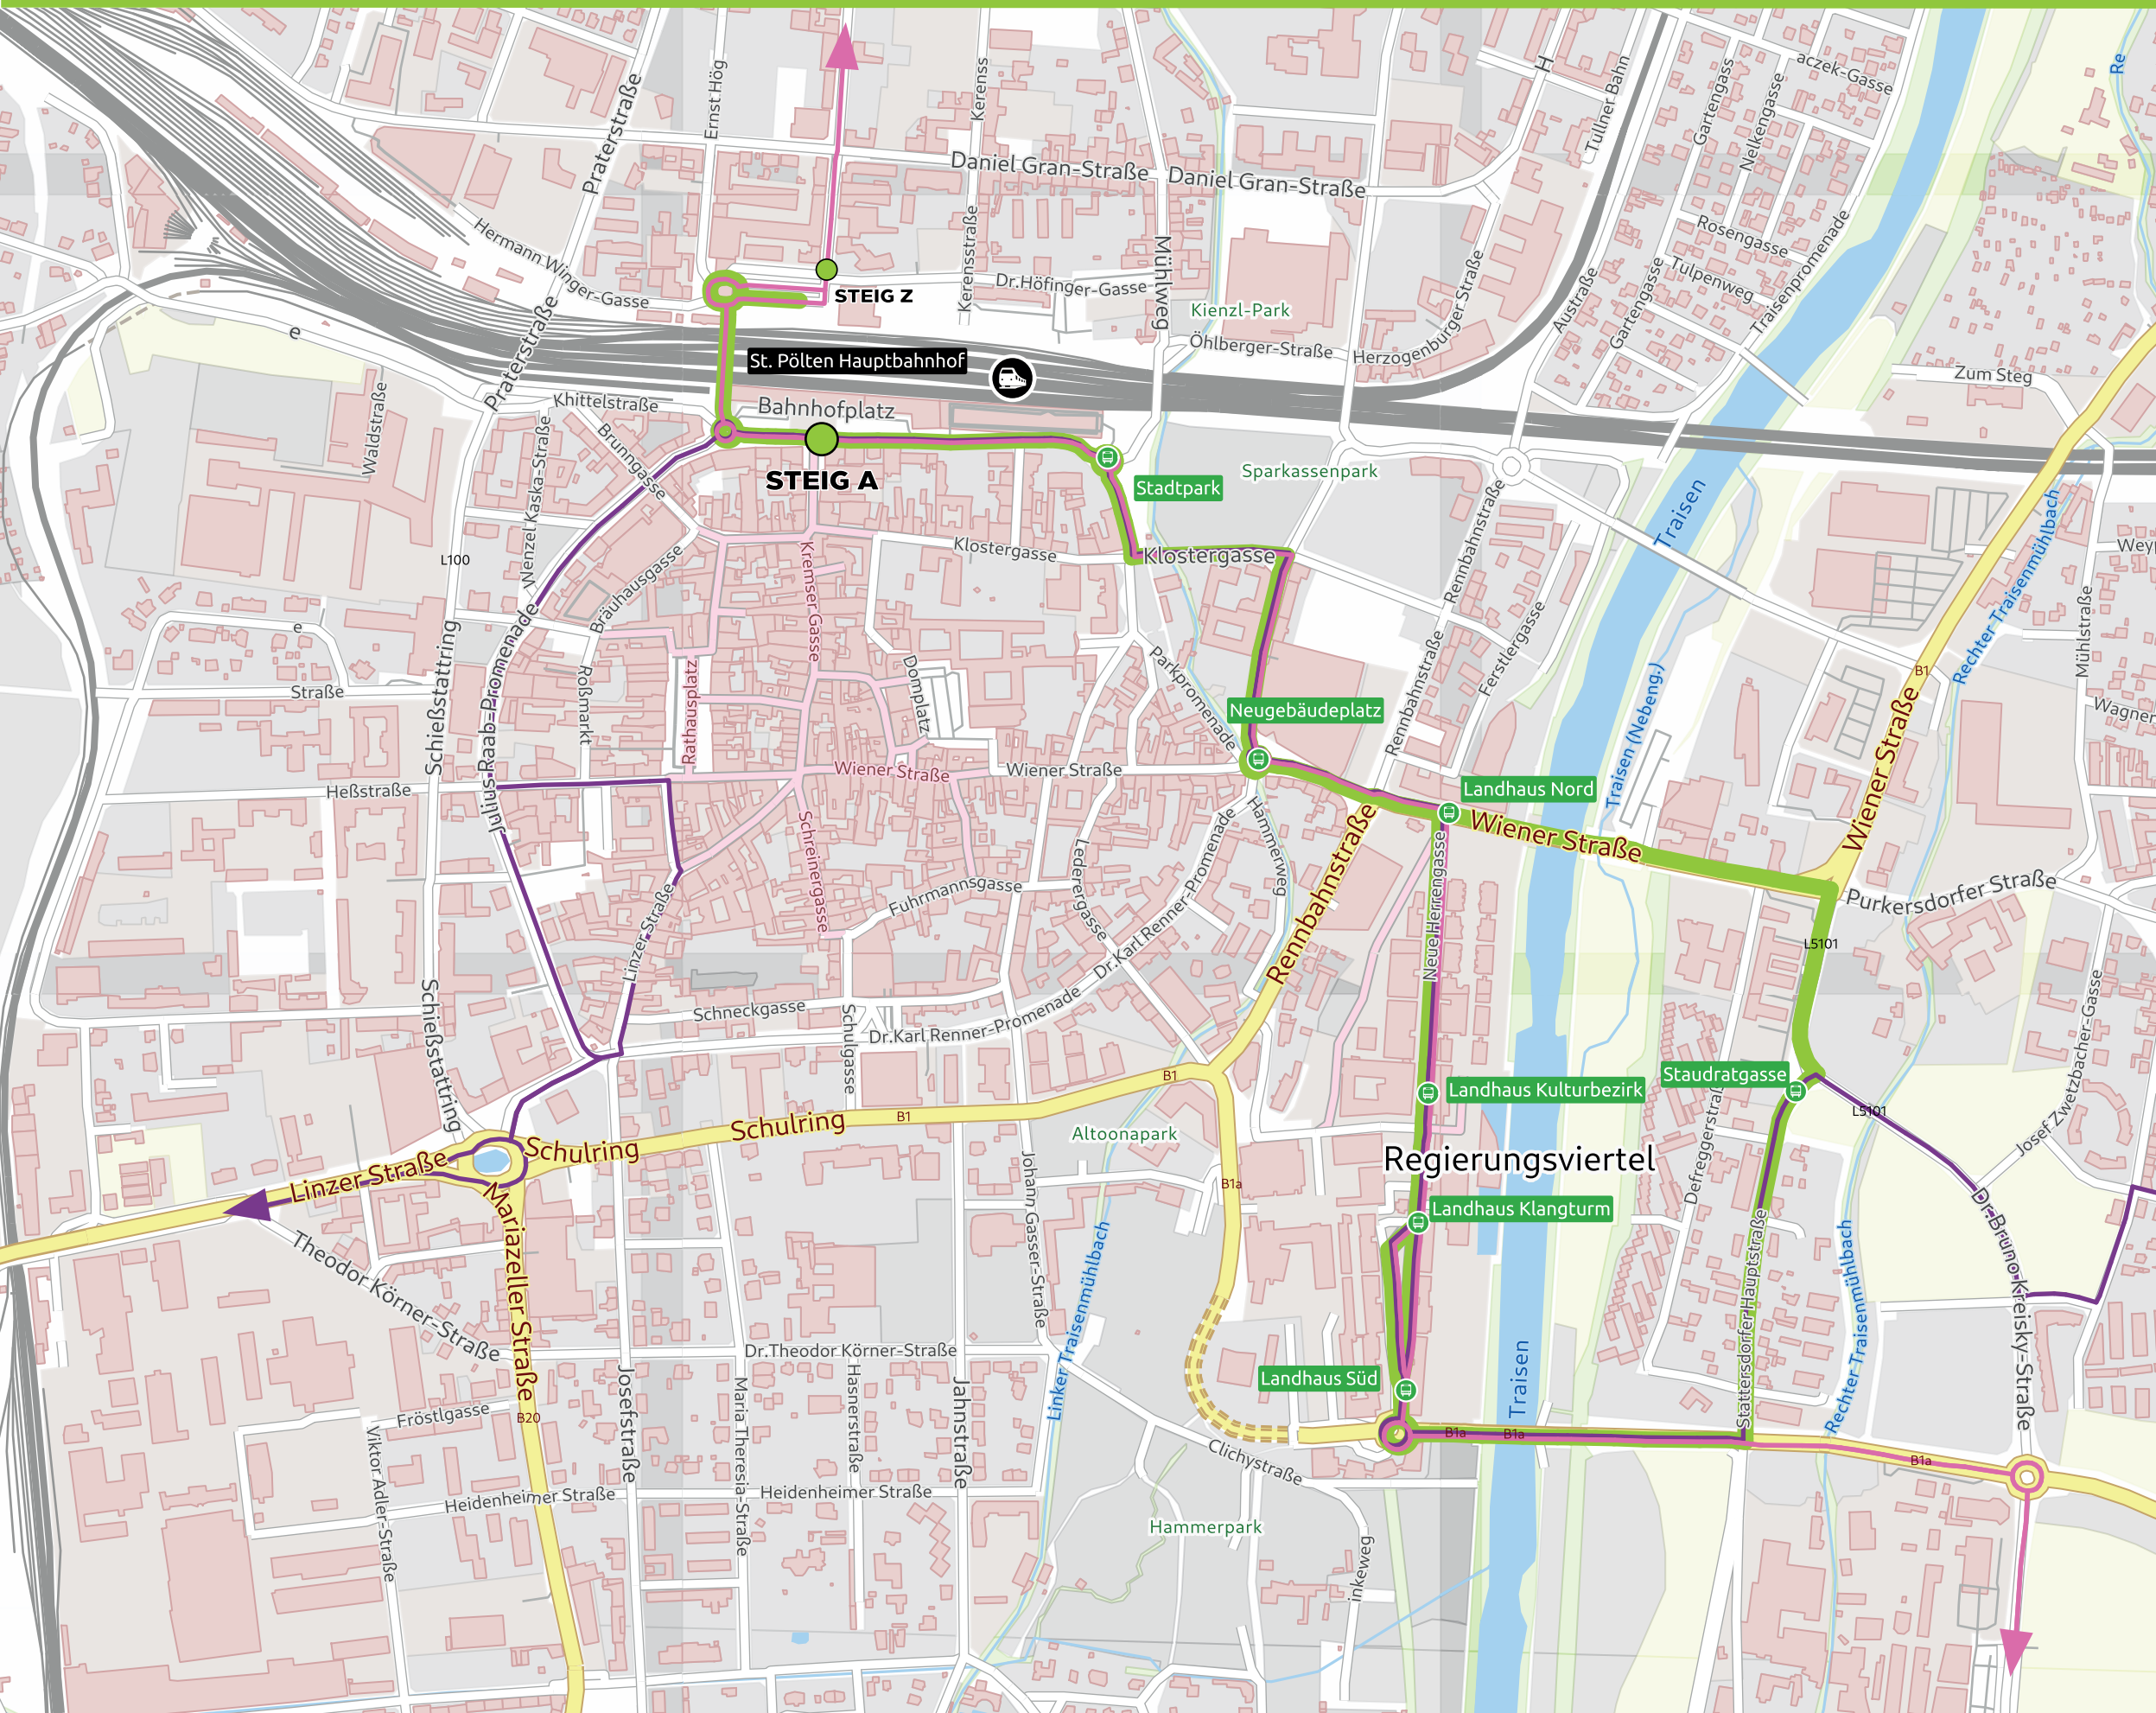 aczek-Gasse
Re
H
Tullner Bahn
Gartengass
Nelkengasse
Praterstraße
Ernst Hög
Kerenss
Daniel Gran-Straße
Daniel Gran-Straße
Hermann Winger-Gasse
Kerensstraße
Mühlweg
Rosengasse
Tulpenweg
Traisenpromenade
Dr.Höfinger-Gasse
STEIG Z
Kienzl-Park
Herzogenburger Straße
Austraße
Gartengasse
e
Praterstraße
St. Pölten Hauptbahnhof
Öhlberger-Straße
Zum Steg
Khittelstraße
Bahnhofplatz
Waldstraße
Brunngasse
STEIG A
Stadtpark
Sparkassenpark
Traisen
Rennbahnstraße
Rechter Traisenmühlbach
L100
Wenzel Kaska-Straße
Kremser Gasse
Klostergasse
Klostergasse
Bräuhausgasse
Mühlstraße
e
Schießstattring
Julius Raab-Promenade
Roßmarkt
Rathausplatz
Domplatz
Parkpromenade
Rennbahnstraße
Ferstlergasse
B1
Straße
Neugebäudeplatz
Traisen (Nebeng.)
Wiener Straße
Heßstraße
Wiener Straße
Wiener Straße
Landhaus Nord
Wiener Straße
Schreinergasse
Ledererga​sse
Hammerweg
Rennbahnstraße
Neue Herrengasse
Purkersdorfer Straße
Linzer Straße
Fuhrmannsgasse
Dr.Karl Renner-Promenade
L5101
Schießstattring
Schneckgasse
Schulgasse
Dr.Karl Renner-Promenade
Josef Zwetzbacher-Gasse
B1
Staudratgasse
Landhaus Kulturbezirk
L5101
Schulring
B1
Schulring
Altoonapark
Defreggerstraße
Linzer Straße
Regierungsviertel
B1a
Landhaus Klangturm
Mariazeller Straße
Theodor Körner-Straße
Johann Gasser-Straße
Linker Traisenmühlbach
Stattersdorfer Hauptstraße
Rechter Traisenmühlbach
Dr. Bruno Kreisky-Straße
Dr.Theodor Körner-Straße
Landhaus Süd
Traisen
Josefstraße
Maria Theresia-Straße
Hasnerstraße
Jahnstraße
Fröstlgasse
B20
Viktor Adler-Straße
B1a
B1a
B1a
Clichystraße
Heidenheimer Straße
Heidenheimer Straße
Hammerpark
inkeweg